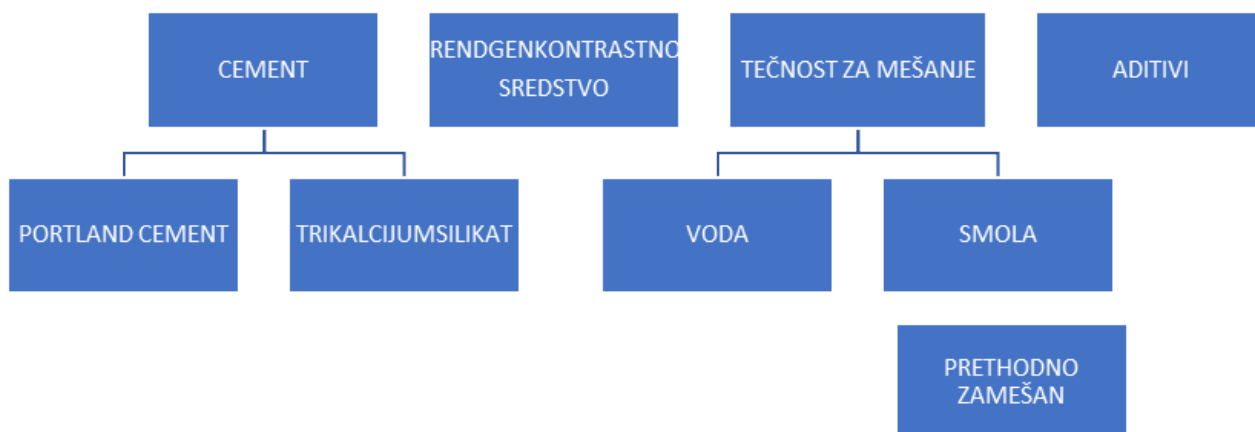 CEMENT
RENDGENKONTRASTNO
SREDSTVO
TEČNOST ZA MEŠANJE
ADITIVI
PORTLAND CEMENT
TRIKALCIJUMSILIKAT
VODA
SMOLA
PRETHODNO
ZAMEŠAN